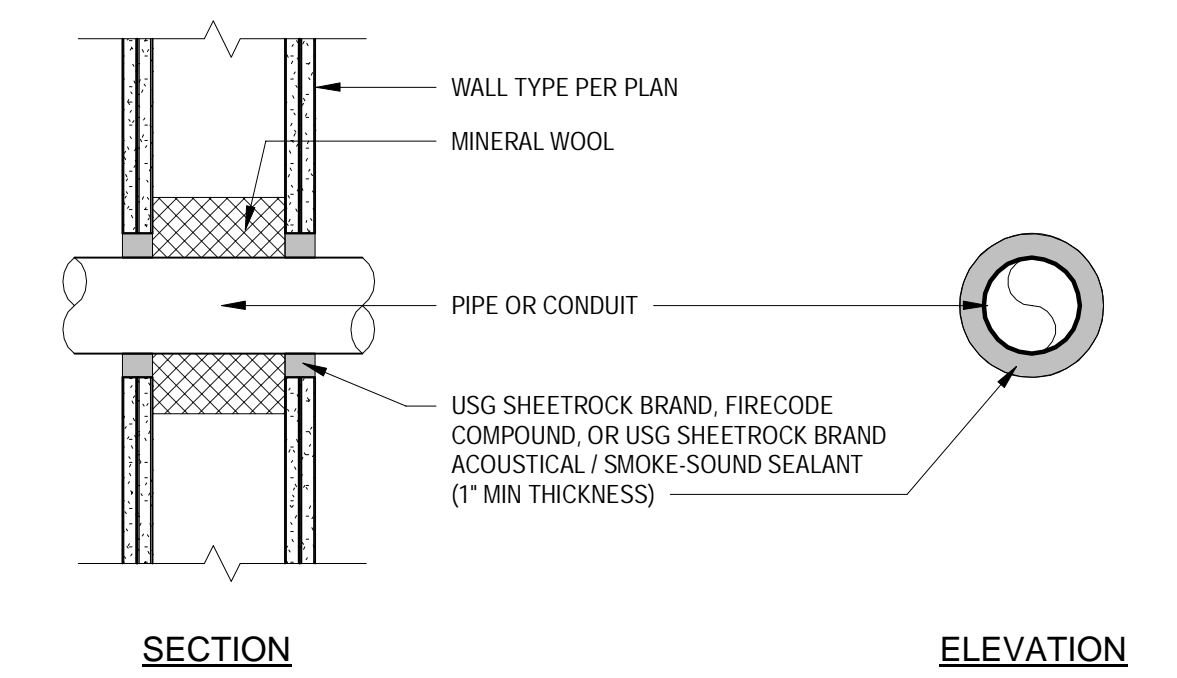 WALL TYPE PER PLAN
MINERAL WOOL
PIPE OR CONDUIT
USG SHEETROCK BRAND, FIRECODE
COMPOUND, OR USG SHEETROCK BRAND
ACOUSTICAL / SMOKE-SOUND SEALANT
(1" MIN THICKNESS)
SECTION
ELEVATION